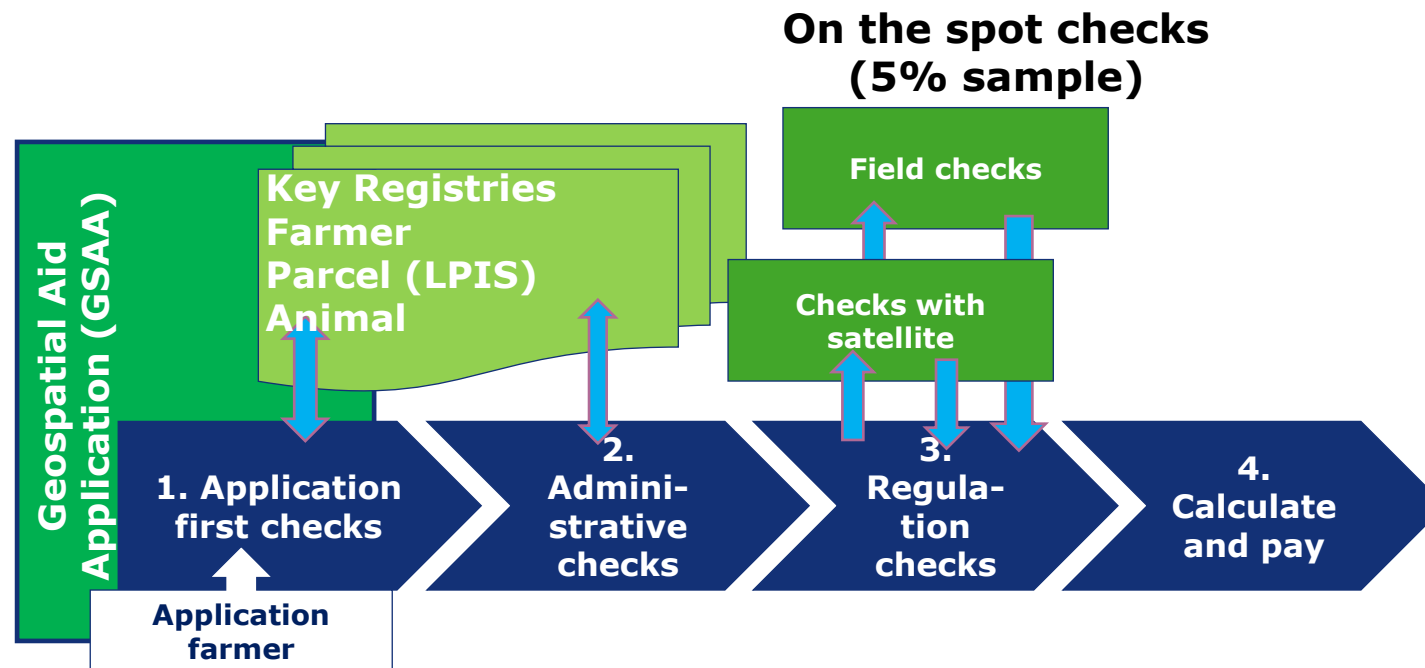 On the spot checks
(5% sample)
Geospatial Aid
Application (GSAA)
Key Registries
Farmer
Parcel (LPIS)
Animal
Field checks
Checks with
satellite
1. Application
first checks
2.
Admini-
strative
checks
3.
Regula-
tion
checks
4.
Calculate
and pay
Application
farmer